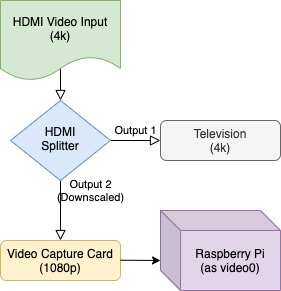 HDMI Video Input
(4k)
HDMI
Splitter
Output 1
Television
(4k)
Output 2
(Downscaled)
Video Capture Card
(1080p)
Raspberry Pi
(as video0)